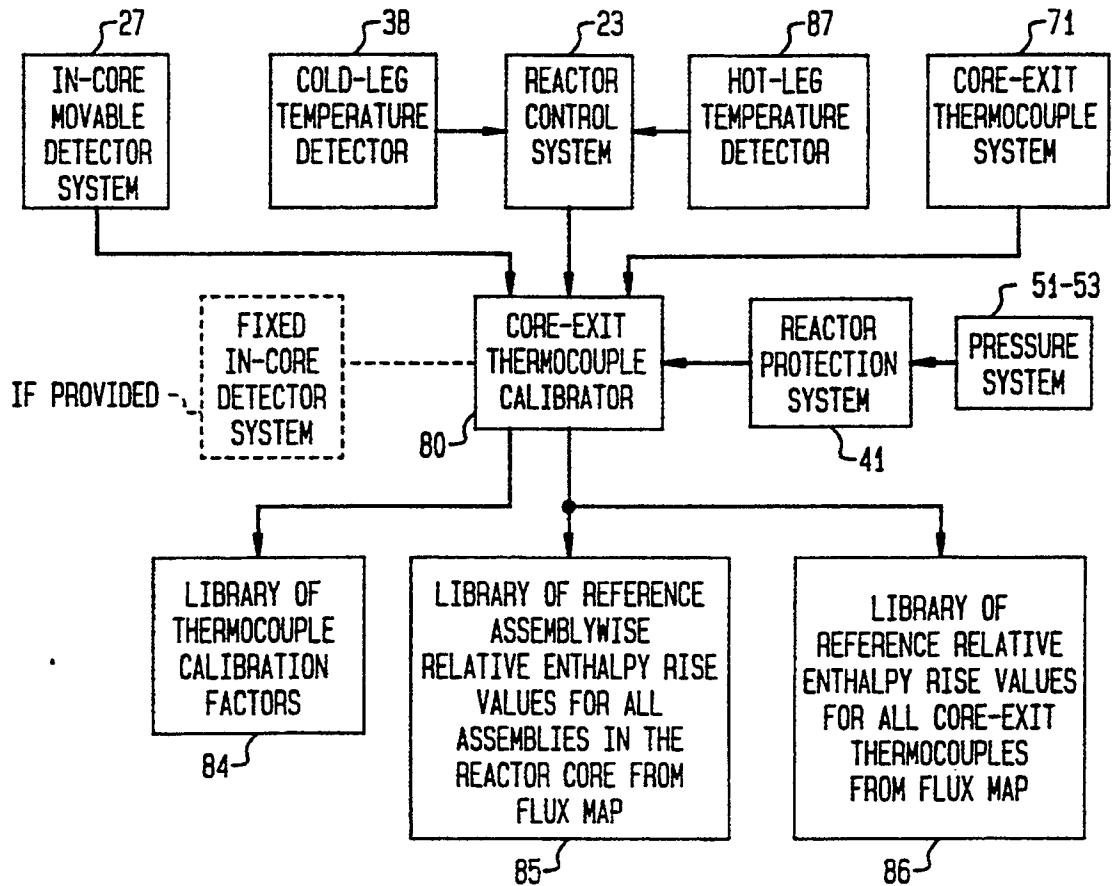 27
38
23
87
71
IN-CORE
MOVABLE
DETECTOR
SYSTEM
COLD-LEG
TEMPERATURE
DETECTOR
REACTOR
CONTROL
SYSTEM
HOT-LEG
TEMPERATURE
DETECTOR
CORE-EXIT
THERMOCOUPLE
SYSTEM
IF PROVIDED
FIXED
IN-CORE
DETECTOR
SYSTEM
CORE-EXIT
THERMOCOUPLE
CALIBRATOR
80
REACTOR
PROTECTION
SYSTEM
41
51-53
PRESSURE
SYSTEM
LIBRARY OF
THERMOCOUPLE
CALIBRATION
FACTORS
84
LIBRARY OF REFERENCE
ASSEMBLYWISE
RELATIVE ENTHALPY RISE
VALUES FOR ALL
ASSEMBLIES IN THE
REACTOR CORE FROM
FLUX MAP
85
LIBRARY OF
REFERENCE RELATIVE
ENTHALPY RISE VALUES
FOR ALL CORE-EXIT
THERMOCOUPLES
FROM FLUX MAP
86